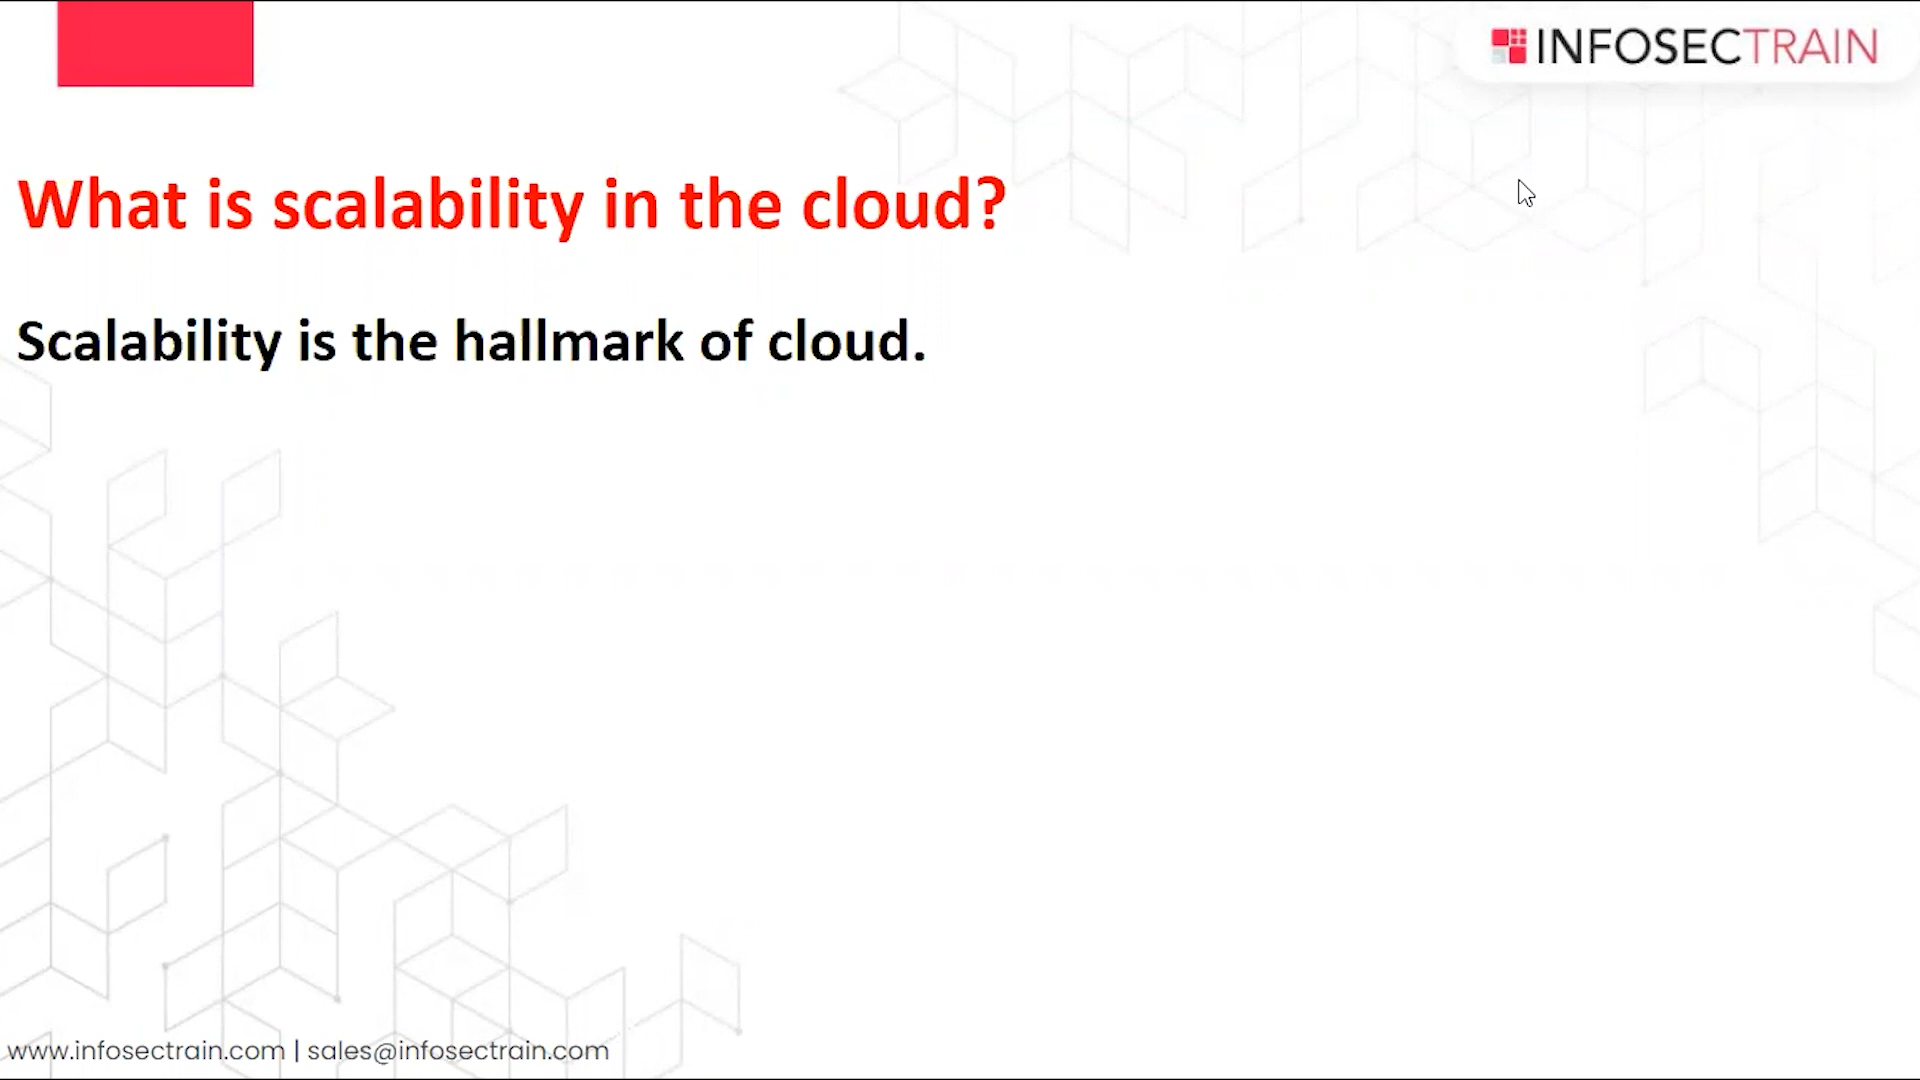 INFOSECTRAIN
What is scalability in the cloud?
Scalability is the hallmark of cloud.
www.infosectrain.com | sales@infosectrain.com